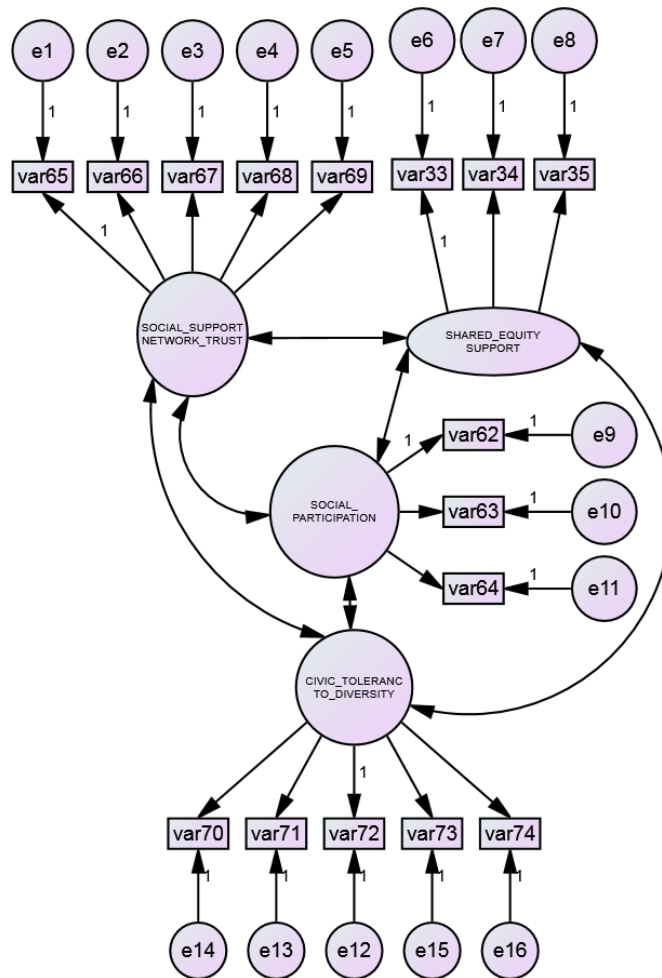 e1 e2 e3 e4 e5 e6 e7 e8
1 1 1 1 1 1 1 1
var65 var66 var67 var68 var69 var33 var34 var35
1 1
SOCIAL_SUPPORT
NETWORK_TRUST
SHARED_EQUITY
SUPPORT
1 var62 1 e9
SOCIAL_
PARTICIPATION
var63 1 e10
var64 1 e11
CIVIC_TOLERANC
TO_DIVERSITY
1
var70 var71 var72 var73 var74
1 1 1 1 1
e14 e13 e12 e15 e16